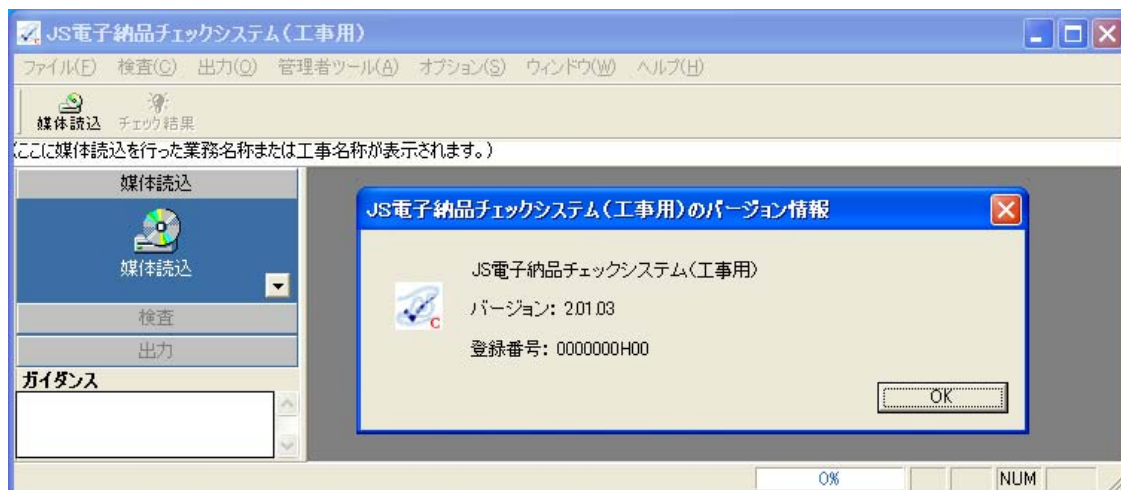 JS電子納品チェックシステム(工事用)
ファイル(F) 検査(C) 出力(O) 管理者ツール(A) オプション(S) ウィンドウ(W) ヘルプ(H)
媒体読込 チェック結果
(ここに媒体読込を行った業務名称または工事名称が表示されます。)
媒体読込
媒体読込
検査
出力
ガイダンス
JS電子納品チェックシステム(工事用)のバージョン情報
JS電子納品チェックシステム(工事用)
C
バージョン: 2.01.03
登録番号: 0000000H00
OK
0% NUM